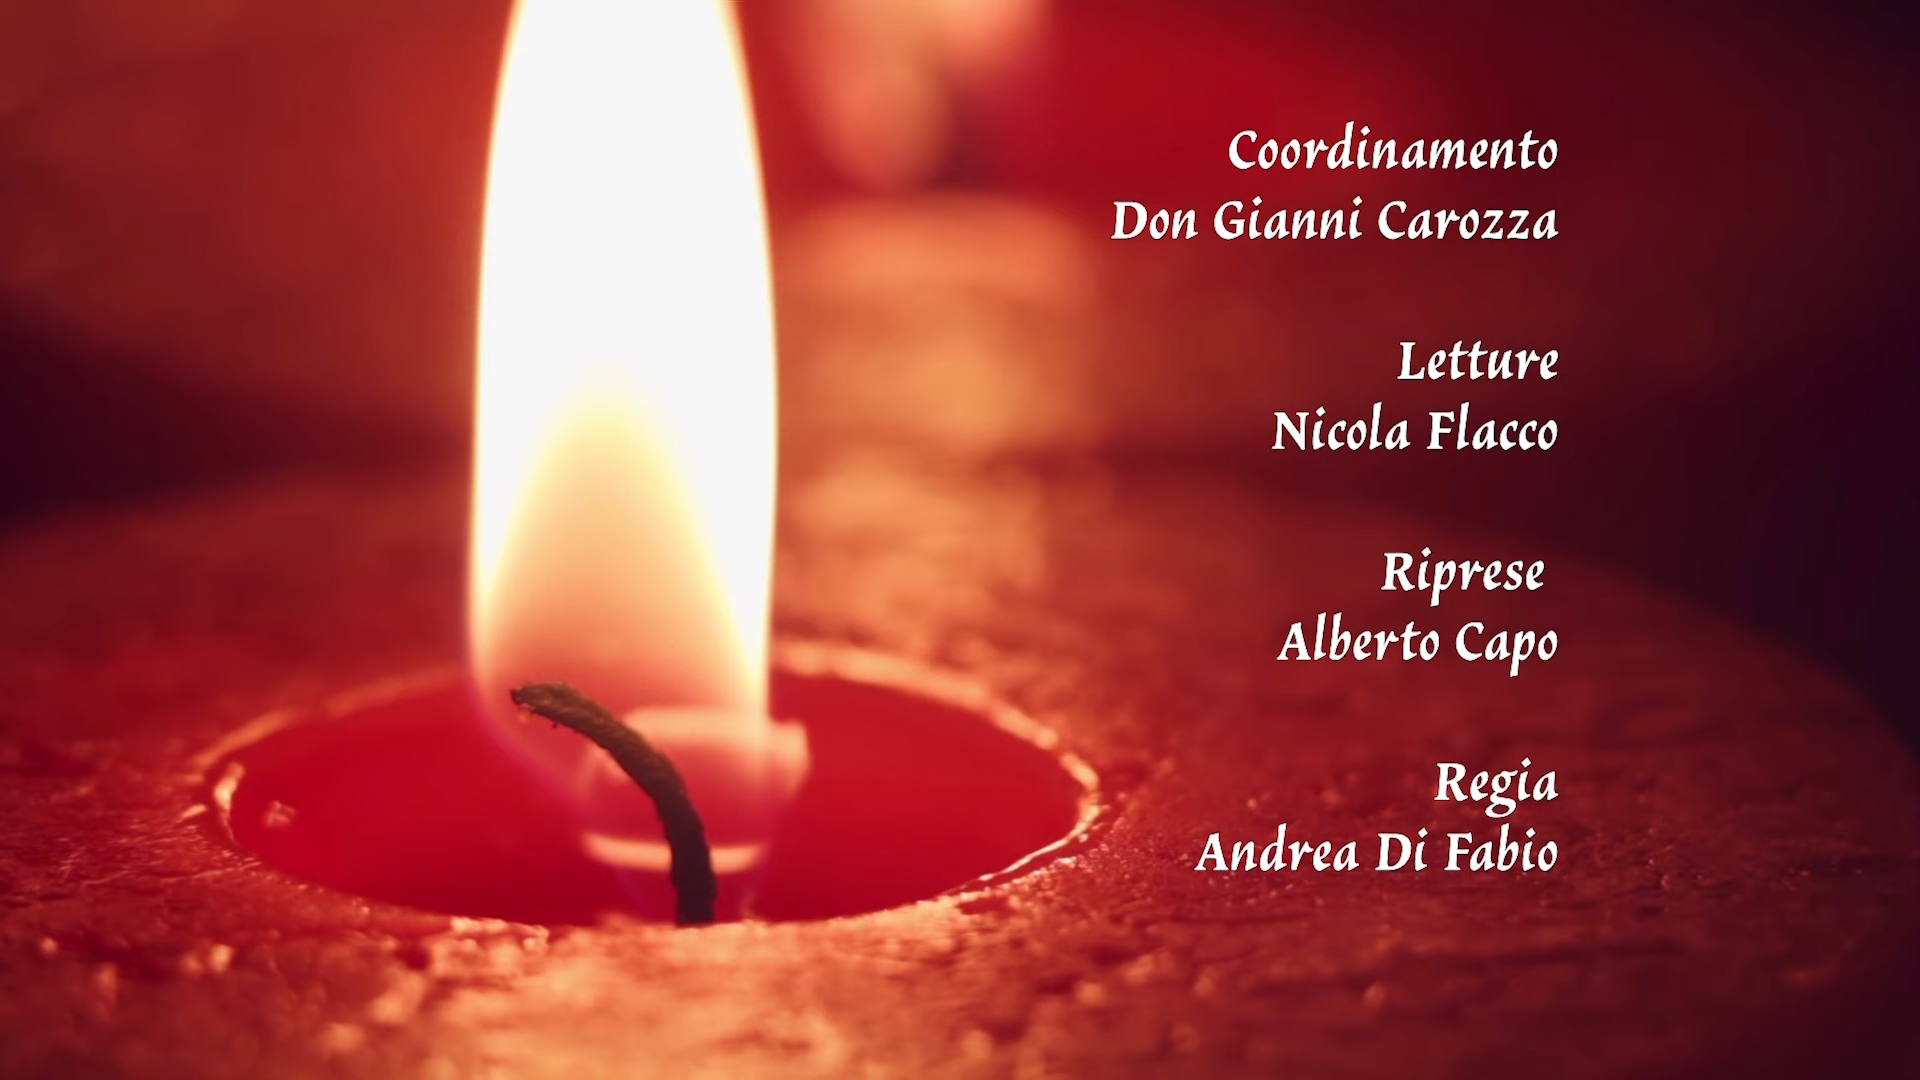 Coordinamento
Don Gianni Carozza
Letture
Nicola Flacco
Riprese
Alberto Capo
Regia
Andrea Di Fabio